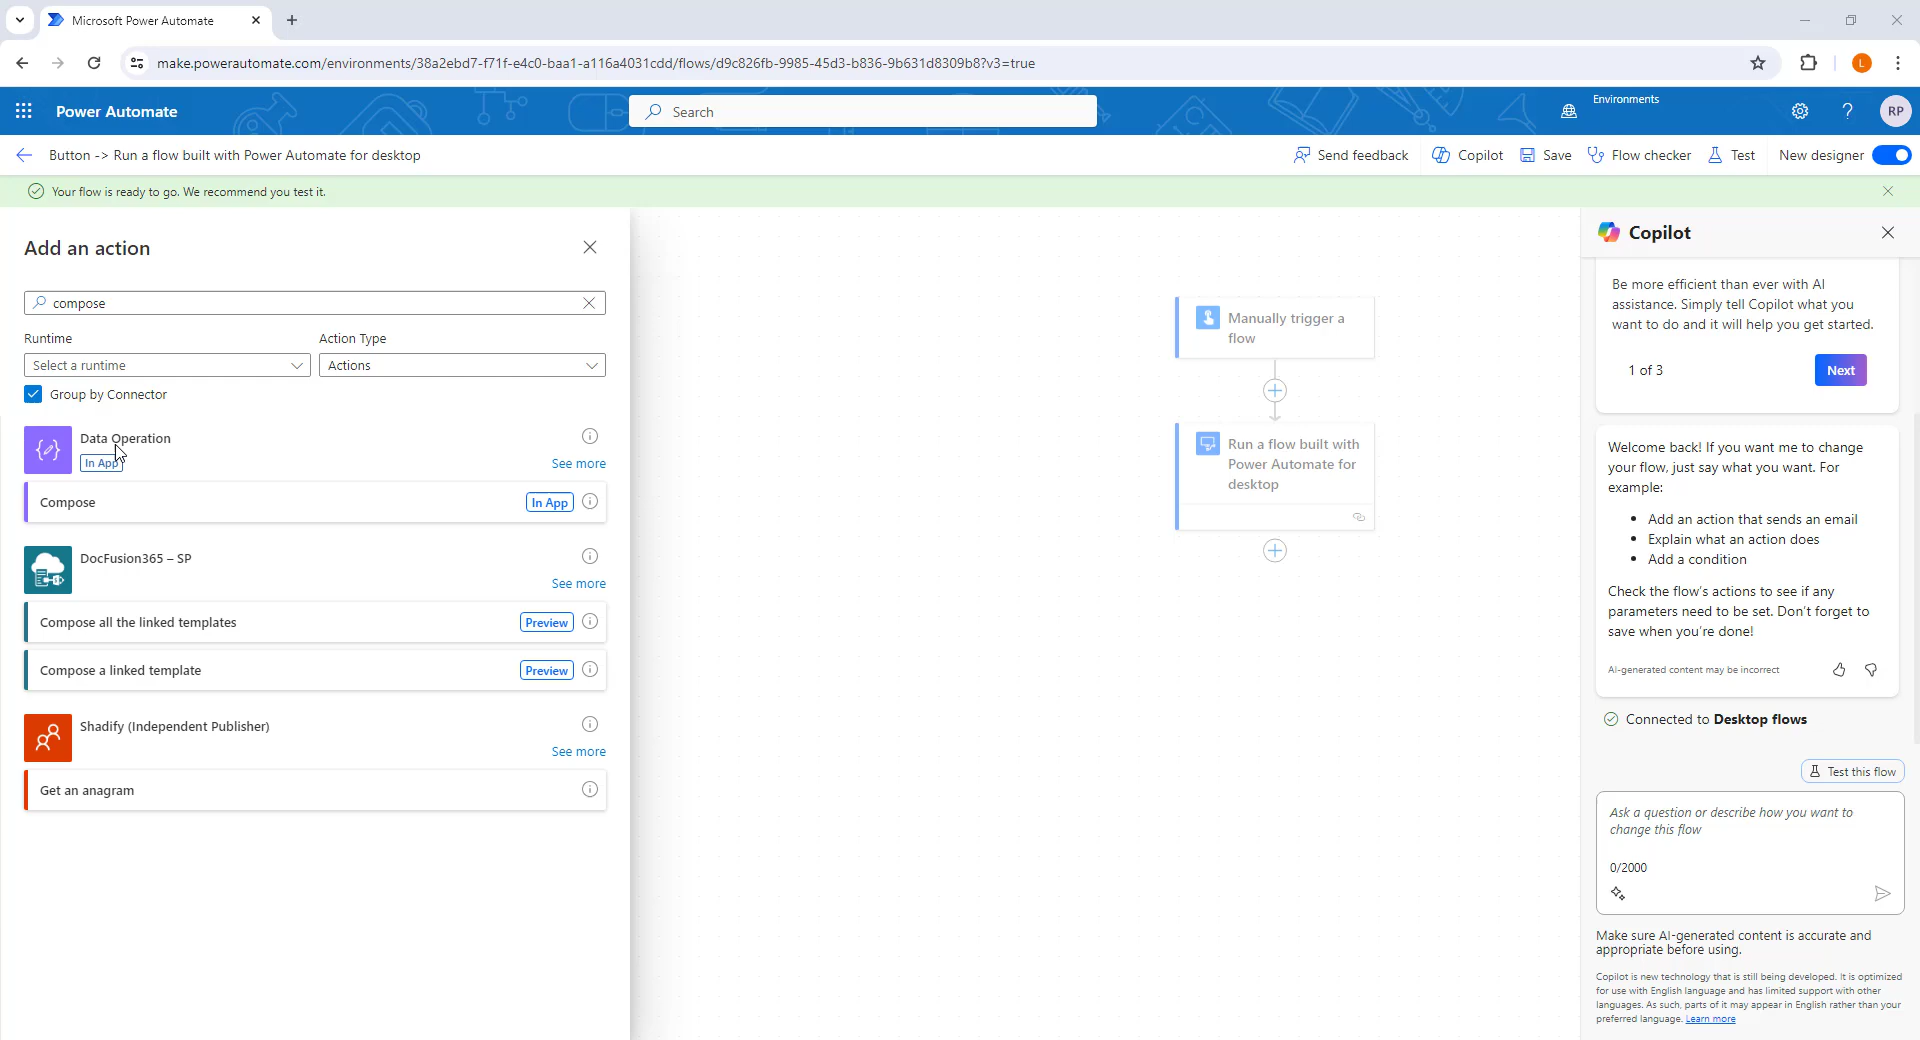 Microsoft Power Automate
make.powerautomate.com/environments/38a2ebd7-f71f-e4c0-baa1-a116a4031cdd/flows/d9c826fb-9985-45d3-b836-9b631d8309b8?v3=true
L
Power Automate
Search
Environments
RP
Button -> Run a flow built with Power Automate for desktop
Send feedback
Copilot
Save
Flow checker
Test
New designer
Your flow is ready to go. We recommend you test it.
Add an action
compose
Runtime
Action Type
Select a runtime
Actions
Group by Connector
Data Operation
In App
See more
Compose
In App
DocFusion365 – SP
See more
Compose all the linked templates
Preview
Compose a linked template
Preview
Shadify (Independent Publisher)
See more
Get an anagram
Manually trigger a
flow
Run a flow built with
Power Automate for
desktop
Copilot
Be more efficient than ever with AI
assistance. Simply tell Copilot what you
want to do and it will help you get started.
1 of 3
Next
Welcome back! If you want me to change
your flow, just say what you want. For
example:
• Add an action that sends an email
• Explain what an action does
• Add a condition
Check the flow's actions to see if any
parameters need to be set. Don't forget to
save when you're done!
AI-generated content may be incorrect
Connected to Desktop flows
Test this flow
Ask a question or describe how you want to
change this flow
0/2000
Make sure AI-generated content is accurate and
appropriate before using.
Copilot is new technology that is still being developed. It is optimized
for use with English language and has limited support with other
languages. As such, parts of it may appear in English rather than your
preferred language. Learn more